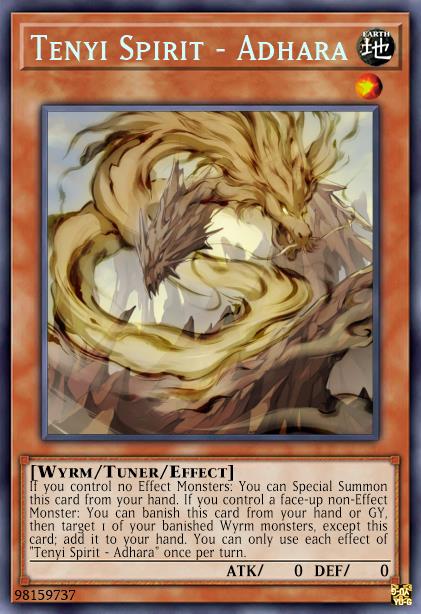 TENYI SPIRIT - ADHARA
EARTH
地
[WYRM/TUNER/EFFECT]
If you control no Effect Monsters: You can Special Summon
this card from your hand. If you control a face-up non-Effect
Monster: You can banish this card from your hand or GY,
then target 1 of your banished Wyrm monsters, except this
card; add it to your hand. You can only use each effect of
"Tenyi Spirit - Adhara" once per turn.
ATK/ 0 DEF/ 0
98159737